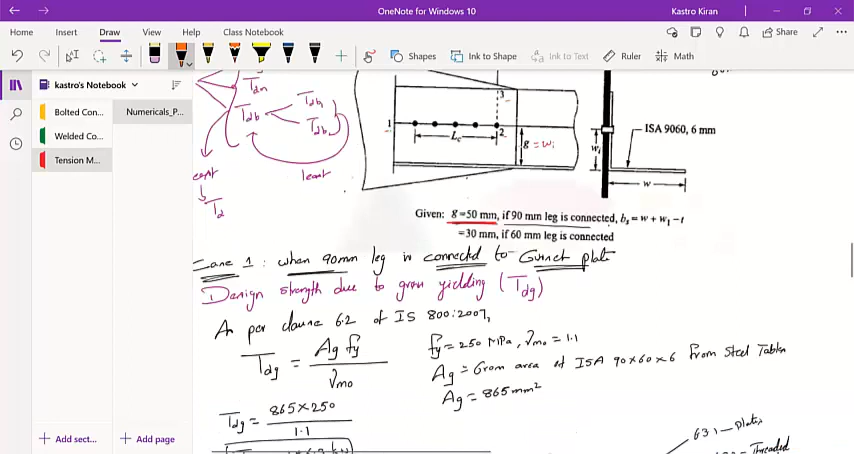 OneNote for Windows 10
Kastro Kiran
Home Insert Draw View Help Class Notebook
Share
Shapes Ink to Shape Ink to Text Ruler Math
kastro's Notebook
Bolted Con...
Welded Co...
Tension M...
Numericals_P...
Add sect...
Add page
Tdn
Tdb Tdb1
Tdb2
least
Td
1 2 3
Lc
g = w1
w1
w
ISA 9060, 6 mm
Given: g=50 mm, if 90 mm leg is connected, bs = w + w1 − t
=30 mm, if 60 mm leg is connected
Case 1: when 90mm leg is connected to Gusset plate
Design strength due to gross yielding (Tdg)
As per clause 6.2 of IS 800:2007,
Tdg = Ag fy / γmo
fy = 250 MPa, γmo = 1.1
Ag = Gross area of ISA 90×60×6 from Steel Tables
Ag = 865 mm²
Tdg = 865×250 / 1.1
Plates
Threaded